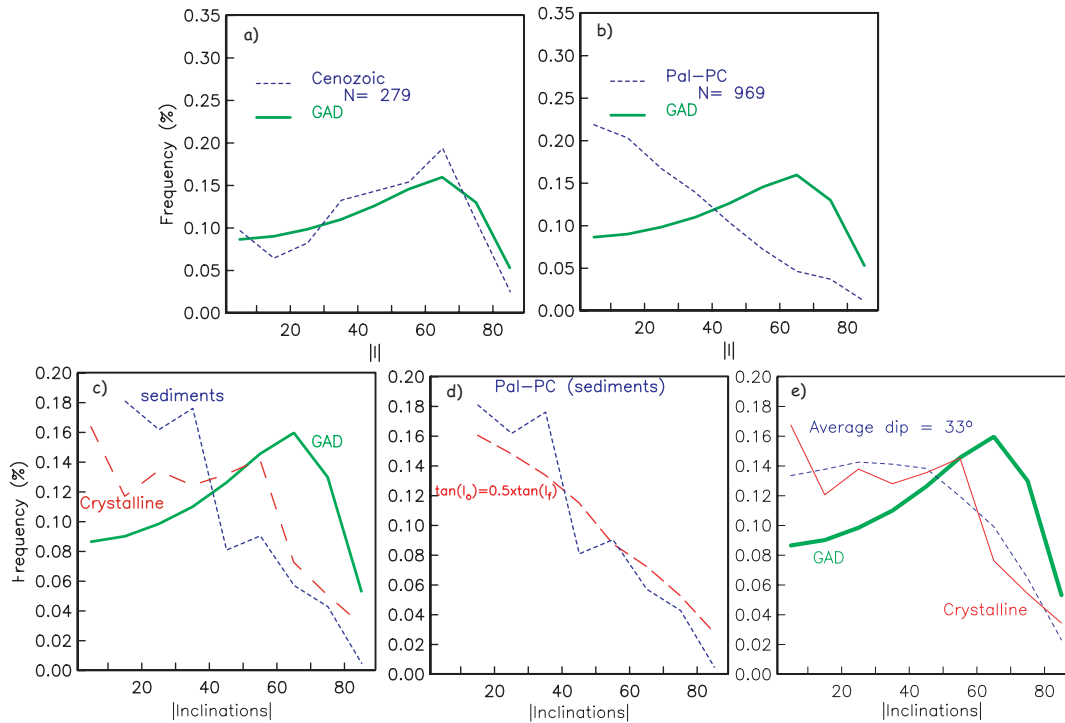 a)
Cenozoic
N= 279
GAD
Frequency (%)
0.35
0.30
0.25
0.20
0.15
0.10
0.05
0.00
20
40
60
80
|I|
b)
Pal-PC
N= 969
GAD
0.35
0.30
0.25
0.20
0.15
0.10
0.05
0.00
20
40
60
80
|I|
c)
sediments
GAD
Crystalline
Frequency (%)
0.20
0.18
0.16
0.14
0.12
0.10
0.08
0.06
0.04
0.02
0.00
20
40
60
80
|Inclinations|
d)
Pal-PC (sediments)
tan(Io)=0.5xtan(If)
0.20
0.18
0.16
0.14
0.12
0.10
0.08
0.06
0.04
0.02
0.00
20
40
60
80
|Inclinations|
e)
Average dip = 33º
GAD
Crystalline
0.20
0.18
0.16
0.14
0.12
0.10
0.08
0.06
0.04
0.02
0.00
20
40
60
80
|Inclinations|